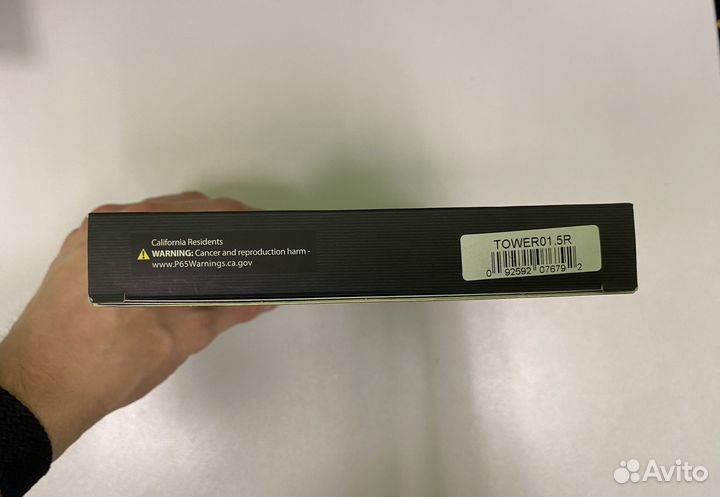 California Residents
WARNING: Cancer and reproduction harm -
www.P65Warnings.ca.gov
TOWER01.5R
0 92592 07679 2
Avito